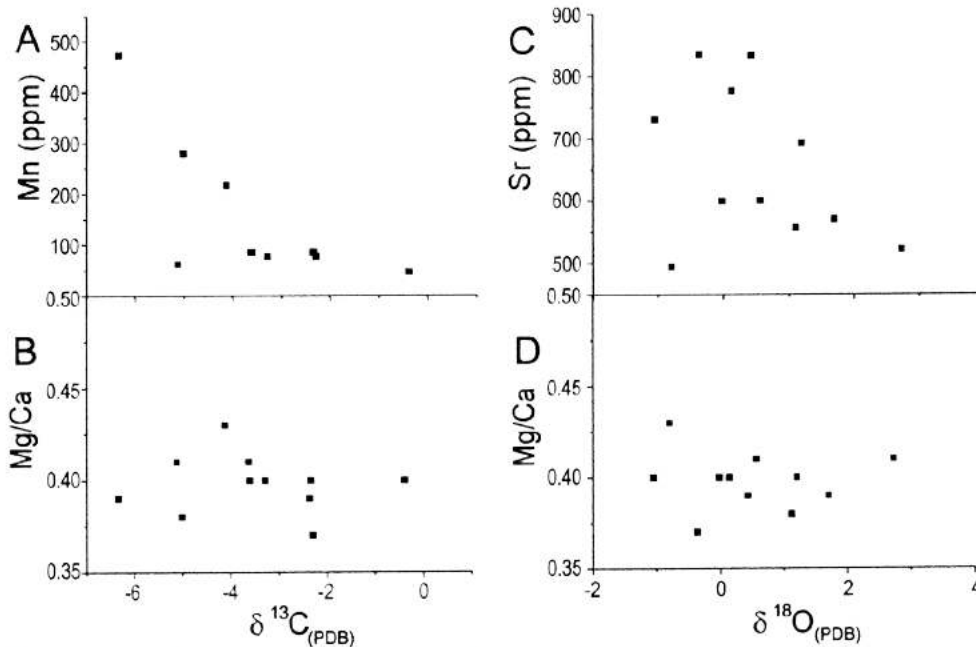 A
Mn (ppm)
500
400
300
200
100
0.50
B
Mg/Ca
0.45
0.40
0.35
-6
-4
-2
0
δ ¹³C(PDB)
C
Sr (ppm)
900
800
700
600
500
0.50
D
Mg/Ca
0.45
0.40
0.35
-2
0
2
4
δ ¹⁸O(PDB)